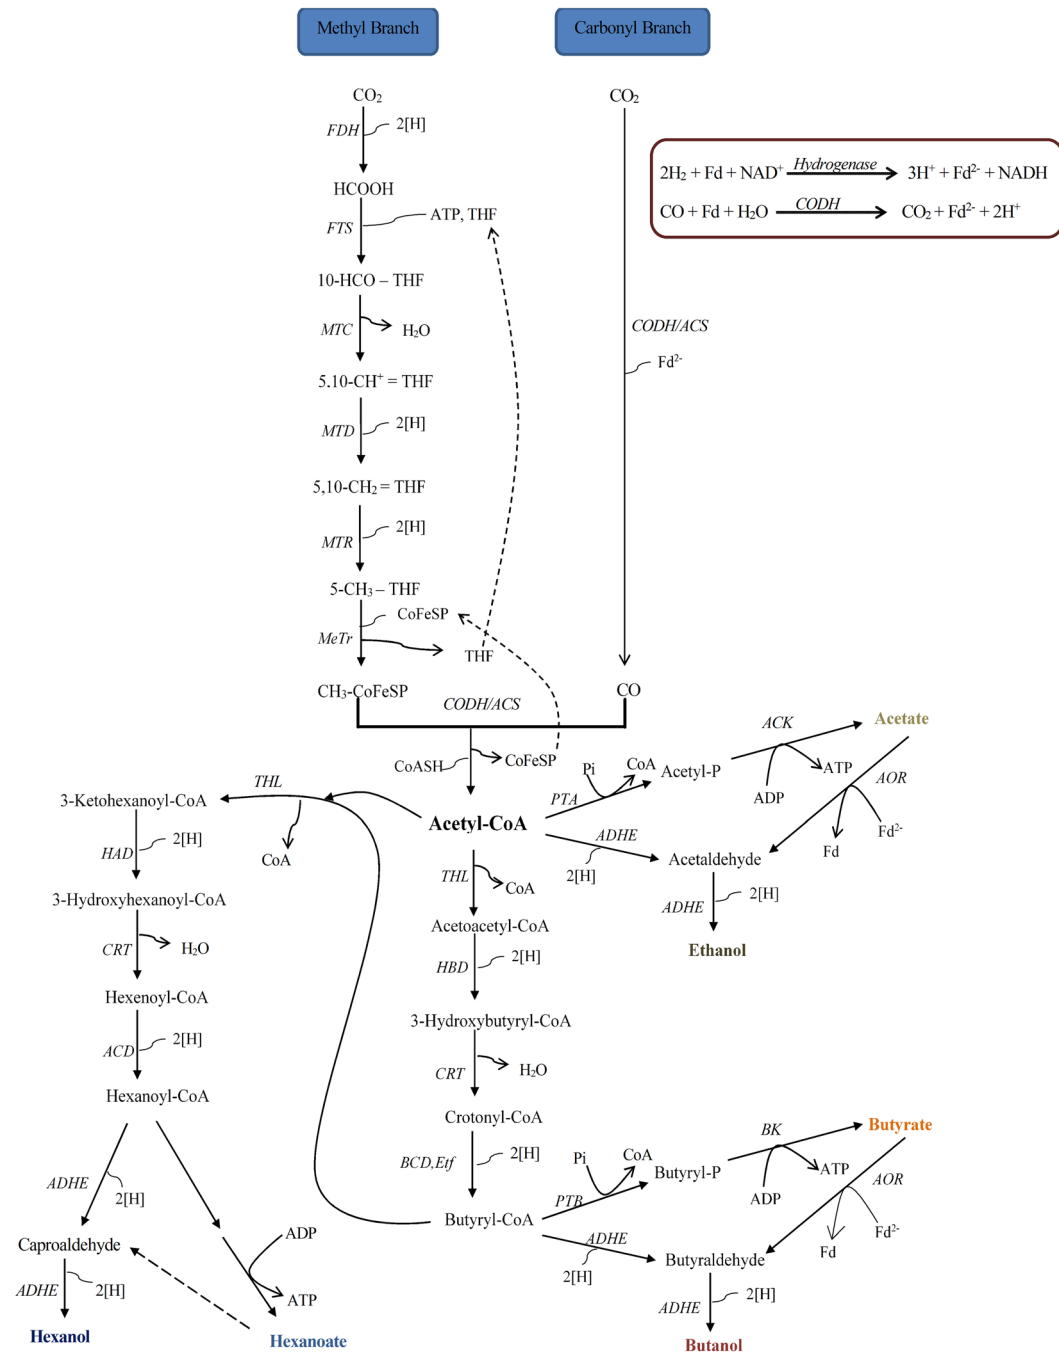 Methyl Branch
Carbonyl Branch
CO2
CO2
FDH
2[H]
2H2 + Fd + NAD+ Hydrogenase 3H+ + Fd2- + NADH
CO + Fd + H2O CODH CO2 + Fd2- + 2H+
HCOOH
FTS
ATP, THF
10-HCO – THF
MTC
H2O
CODH/ACS
Fd2-
5,10-CH+ = THF
MTD
2[H]
5,10-CH2 = THF
MTR
2[H]
5-CH3 – THF
CoFeSP
MeTr
THF
CH3-CoFeSP
CO
CODH/ACS
CoASH
CoFeSP
Pi
CoA
Acetyl-P
PTA
ACK
Acetate
ADP
ATP
AOR
Fd
Fd2-
3-Ketohexanoyl-CoA
THL
CoA
Acetyl-CoA
ADHE
2[H]
Acetaldehyde
HAD
2[H]
THL
CoA
ADHE
2[H]
3-Hydroxyhexanoyl-CoA
Acetoacetyl-CoA
Ethanol
CRT
H2O
HBD
2[H]
Hexenoyl-CoA
3-Hydroxybutyryl-CoA
ACD
2[H]
CRT
H2O
Hexanoyl-CoA
Crotonyl-CoA
BCD,Etf
2[H]
Pi
CoA
Butyryl-P
PTB
BK
Butyrate
ADP
ATP
AOR
Fd
Fd2-
ADHE
2[H]
Butyryl-CoA
ADHE
2[H]
Butyraldehyde
Caproaldehyde
ADP
ATP
ADHE
2[H]
ADHE
2[H]
Hexanol
Hexanoate
Butanol